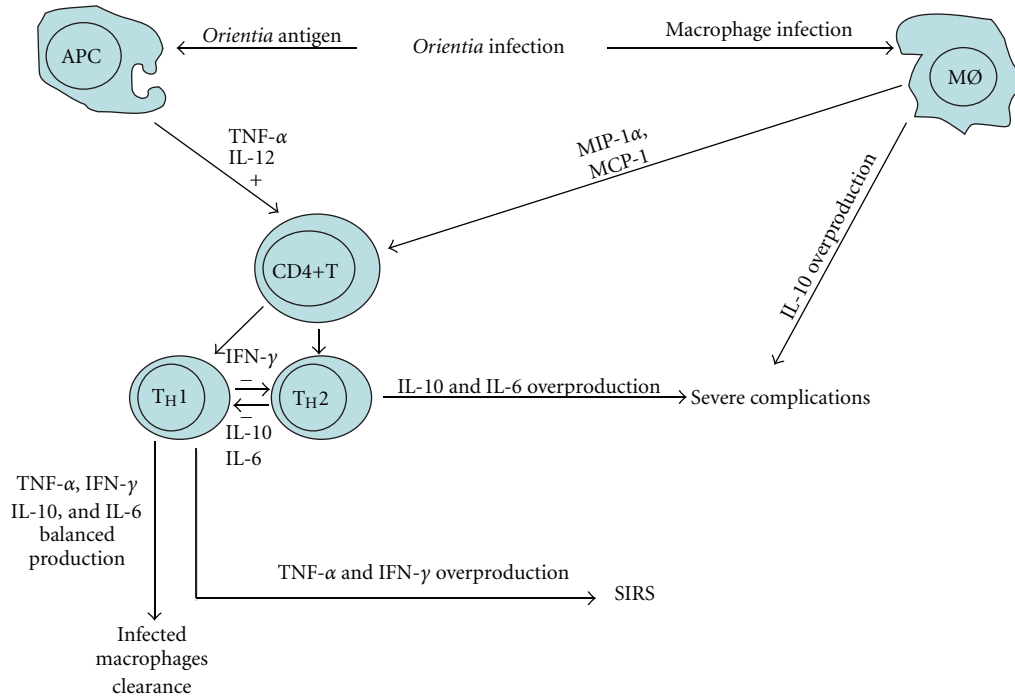 APC
Orientia antigen
Orientia infection
Macrophage infection
MØ
TNF-α
IL-12
+
MIP-1α,
MCP-1
IL-10 overproduction
CD4+T
IFN-γ
−
TH1
TH2
−
IL-10
IL-6
IL-10 and IL-6 overproduction
Severe complications
TNF-α, IFN-γ
IL-10, and IL-6
balanced
production
TNF-α and IFN-γ overproduction
SIRS
Infected
macrophages
clearance